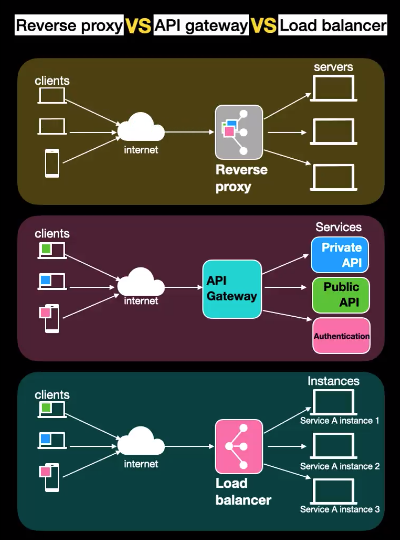 Reverse proxy VS API gateway VS Load balancer
clients
servers
internet
Reverse
proxy
clients
Services
Private
API
internet
API
Gateway
Public
API
Authentication
clients
Instances
Service A instance 1
internet
Service A instance 2
Load
balancer
Service A instance 3